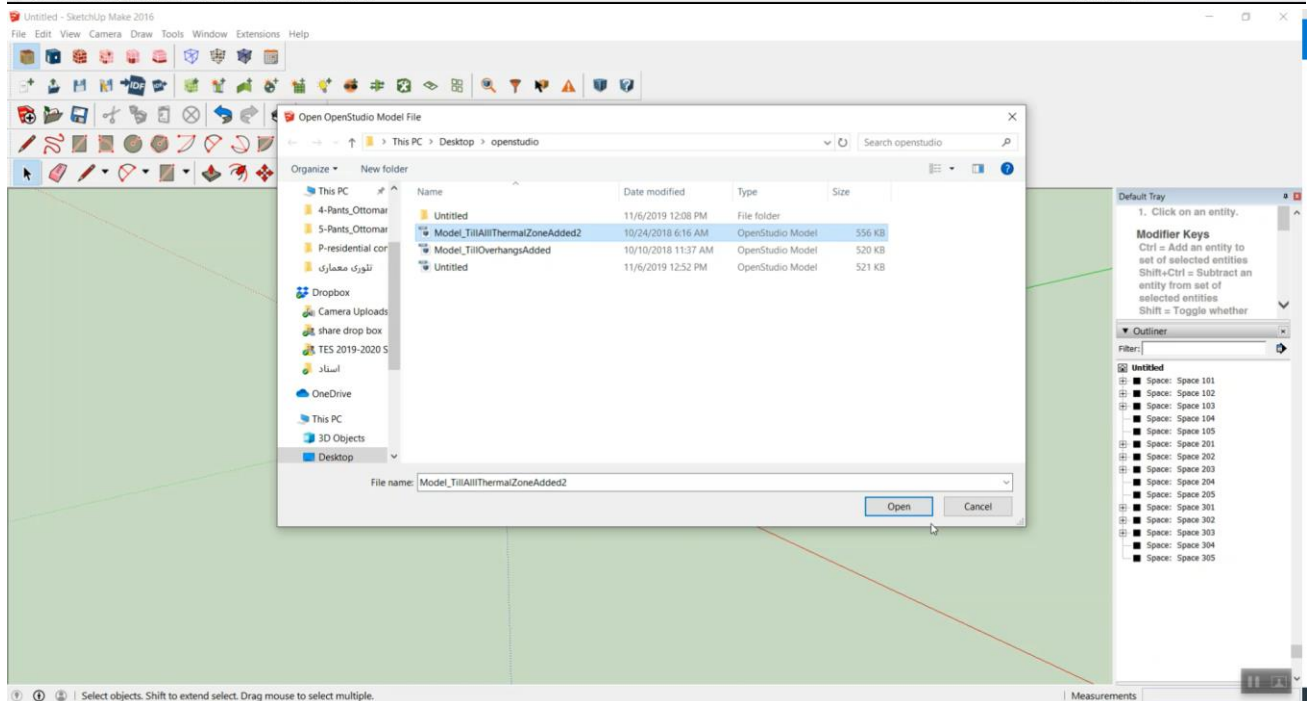 Untitled - SketchUp Make 2016
File Edit View Camera Draw Tools Window Extensions Help
Open OpenStudio Model File
This PC > Desktop > openstudio
Search openstudio
Organize New folder
Name Date modified Type Size
Untitled 11/6/2019 12:08 PM File folder
Model_TillAllIThermalZoneAdded2 10/24/2018 6:16 AM OpenStudio Model 556 KB
Model_TillOverhangsAdded 10/10/2018 11:37 AM OpenStudio Model 520 KB
Untitled 11/6/2019 12:52 PM OpenStudio Model 521 KB
This PC
4-Pants_Ottomar
5-Pants_Ottomar
P-residential cor
تئوری معماری
Dropbox
Camera Uploads
share drop box
TES 2019-2020 S
استاد
OneDrive
This PC
3D Objects
Desktop
File name: Model_TillAllIThermalZoneAdded2
Open Cancel
Default Tray
1. Click on an entity.
Modifier Keys
Ctrl = Add an entity to
set of selected entities
Shift+Ctrl = Subtract an
entity from set of
selected entities
Shift = Toggle whether
Outliner
Filter:
Untitled
Space: Space 101
Space: Space 102
Space: Space 103
Space: Space 104
Space: Space 105
Space: Space 201
Space: Space 202
Space: Space 203
Space: Space 204
Space: Space 205
Space: Space 301
Space: Space 302
Space: Space 303
Space: Space 304
Space: Space 305
Select objects. Shift to extend select. Drag mouse to select multiple.
Measurements